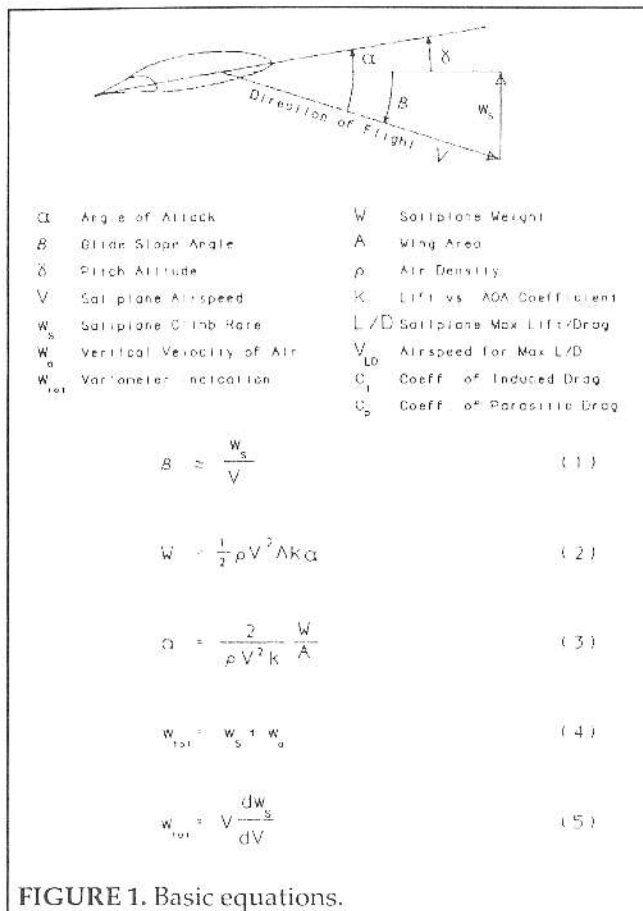 α
γ
β
w_s
Direction of Flight
V
α Angle of Attack
β Glide Slope Angle
γ Pitch Attitude
V Sailplane Airspeed
w_s Sailplane Climb Rate
w_a Vertical Velocity of Air
w_tot Variometer Indication
W Sailplane Weight
A Wing Area
ρ Air Density
K Lift vs. AOA Coefficient
L/D Sailplane Max Lift/Drag
V_LD Airspeed for Max L/D
C_i Coeff. of Induced Drag
C_p Coeff. of Parasitic Drag
β = w_s / V (1)
W = 1/2 ρV²Akα (2)
α = 2 / ρV²k W / A (3)
w_tot = w_s + w_a (4)
w_tot = V dw_s / dV (5)
FIGURE 1. Basic equations.